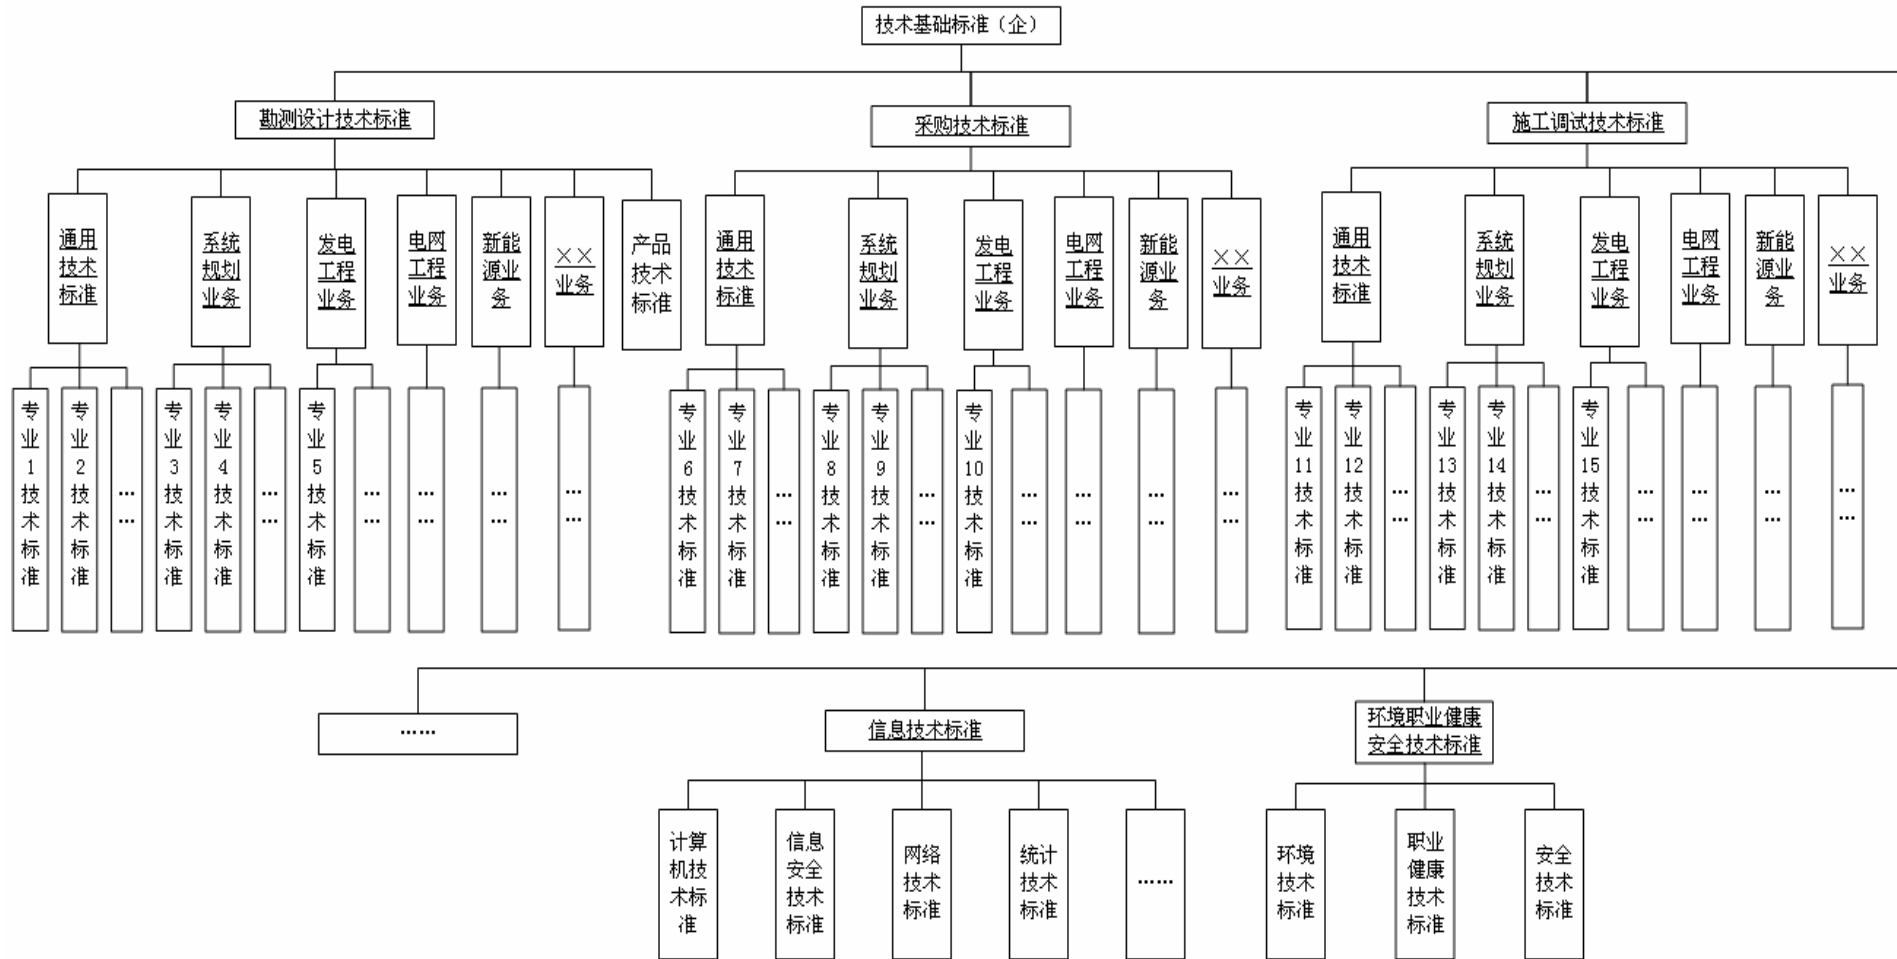 技术基础标准（企）
勘测设计技术标准
采购技术标准
施工调试技术标准
通用
技术
标准
系统
规划
业务
发电
工程
业务
电网
工程
业务
新能
源业
务
××
业务
产品
技术
标准
通用
技术
标准
系统
规划
业务
发电
工程
业务
电网
工程
业务
新能
源业
务
××
业务
通用
技术
标准
系统
规划
业务
发电
工程
业务
电网
工程
业务
新能
源业
务
××
业务
专业1技术标准
专业2技术标准
……
专业3技术标准
专业4技术标准
……
专业5技术标准
……
……
……
……
专业6技术标准
专业7技术标准
……
专业8技术标准
专业9技术标准
……
专业10技术标准
……
……
……
……
专业11技术标准
专业12技术标准
……
专业13技术标准
专业14技术标准
……
专业15技术标准
……
……
……
……
……
信息技术标准
环境职业健康
安全技术标准
计算
机技
术标
准
信息
安全
技术
标准
网络
技术
标准
统计
技术
标准
……
环境
技术
标准
职业
健康
技术
标准
安全
技术
标准